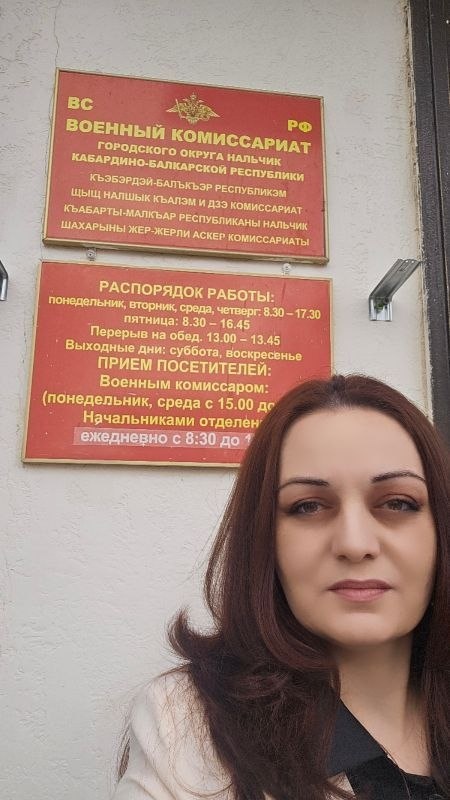 ВС РФ
ВОЕННЫЙ КОМИССАРИАТ
ГОРОДСКОГО ОКРУГА НАЛЬЧИК
КАБАРДИНО-БАЛКАРСКОЙ РЕСПУБЛИКИ
КЪЭБЭРДЭЙ-БАЛЪКЪЭР РЕСПУБЛИКЭМ
ЩЫЩ НАЛШЫК КЪАЛЭМ И ДЗЭ КОМИССАРИАТ
КЪАБАРТЫ-МАЛКЪАР РЕСПУБЛИКАНЫ НАЛЬЧИК
ШАХАРЫНЫ ЖЕР-ЖЕРЛИ АСКЕР КОМИССАРИАТЫ
РАСПОРЯДОК РАБОТЫ:
понедельник, вторник, среда, четверг: 8.30 – 17.30
пятница: 8.30 – 16.45
Перерыв на обед. 13.00 – 13.45
Выходные дни: суббота, воскресенье
ПРИЕМ ПОСЕТИТЕЛЕЙ:
Военным комиссаром:
(понедельник, среда с 15.00 до
Начальниками отделени
ежедневно с 8:30 до 1